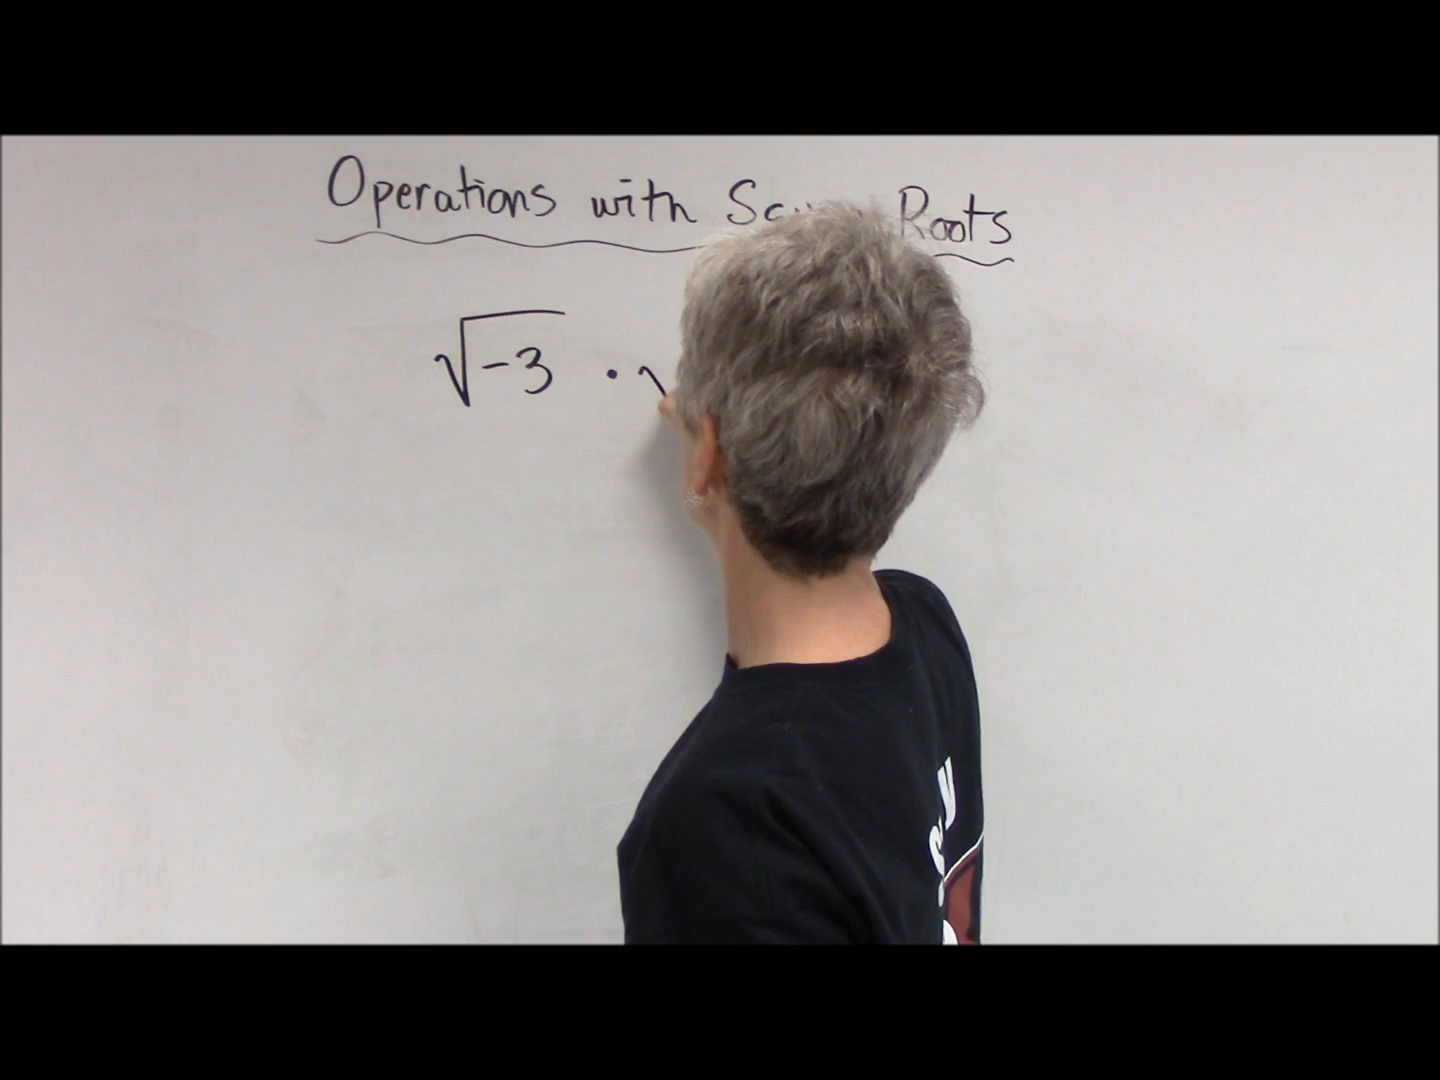 Operations with Roots
√-3 ·